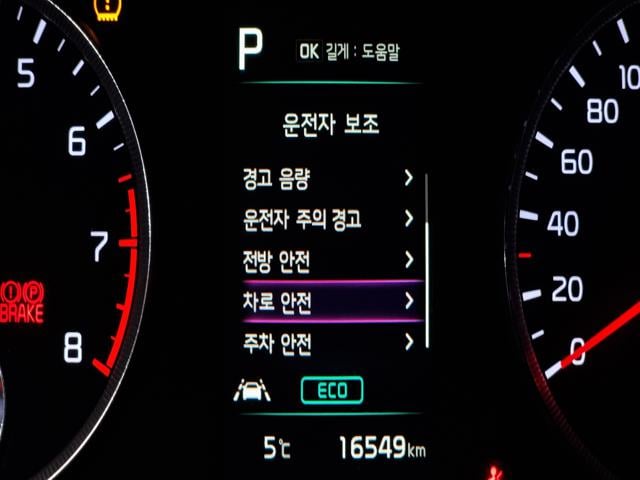 P
OK 길게 : 도움말
운전자 보조
경고 음량
운전자 주의 경고
전방 안전
차로 안전
주차 안전
ECO
5℃ 16549km
5
6
7
8
BRAKE
P
80
60
40
20
0